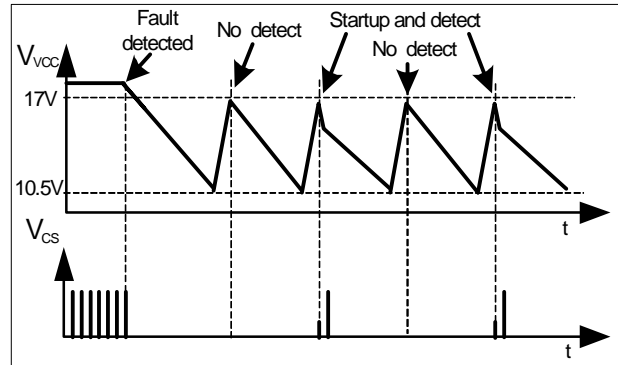 Fault
detected
No detect
Startup and detect
No detect
VVCC
17V
10.5V
t
VCS
t